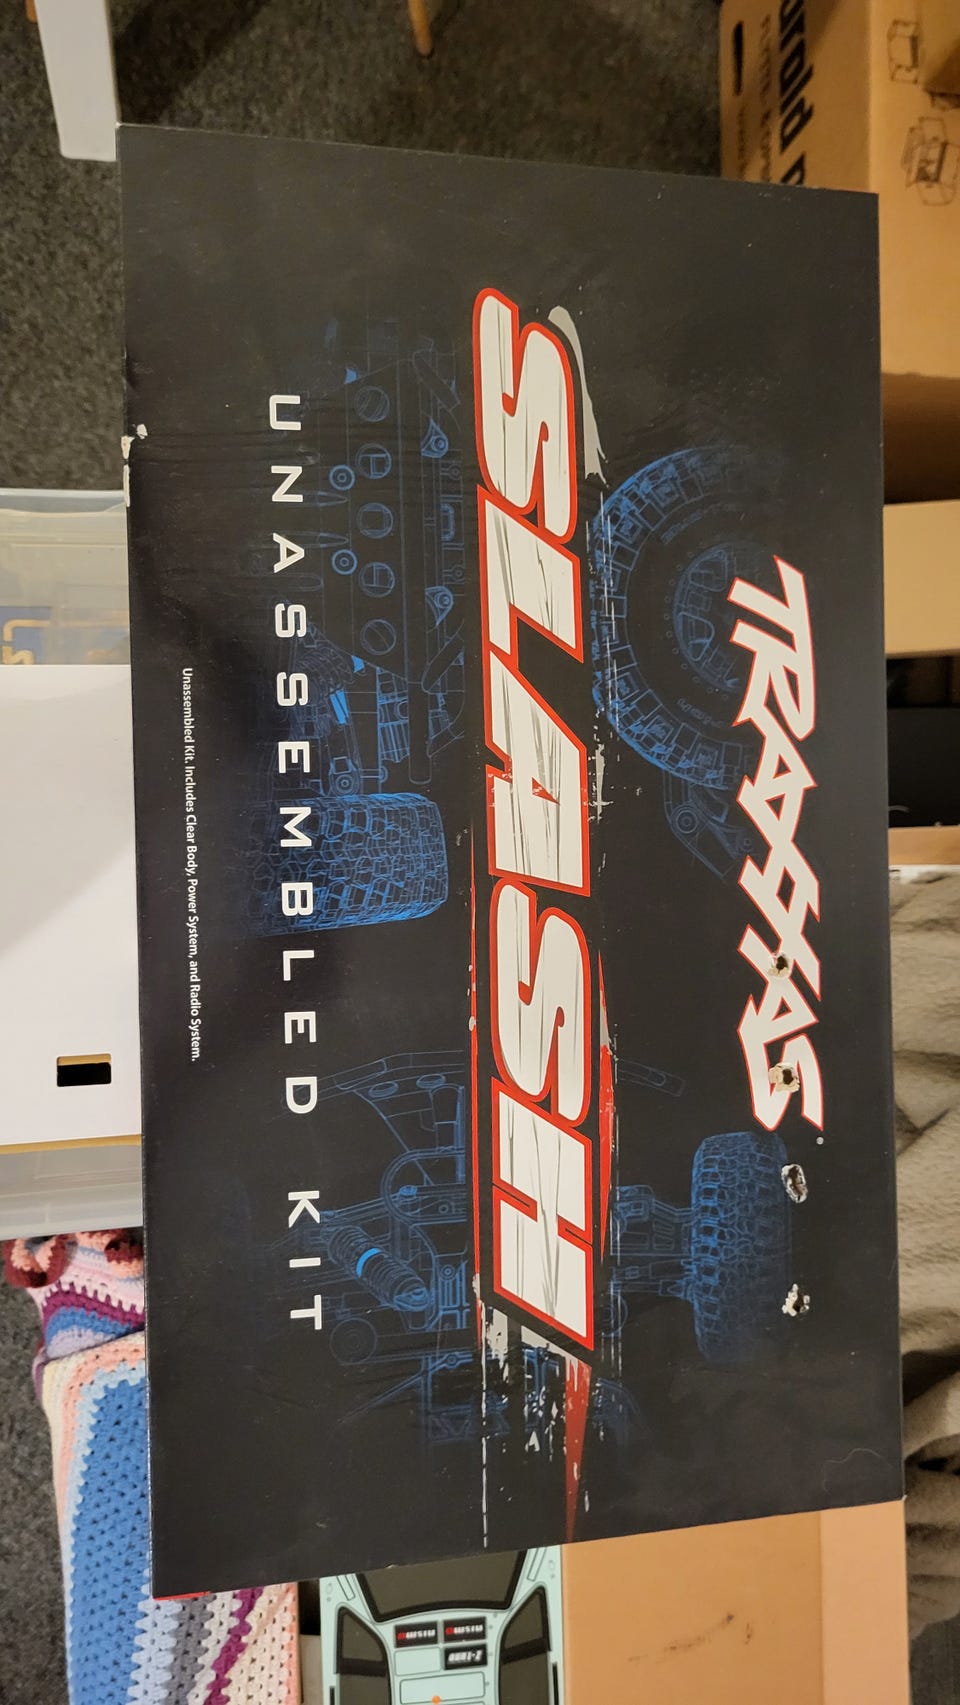 TRAXXAS
SLASH
UNASSEMBLED KIT
Unassembled Kit. Includes Clear Body, Power System, and Radio System.